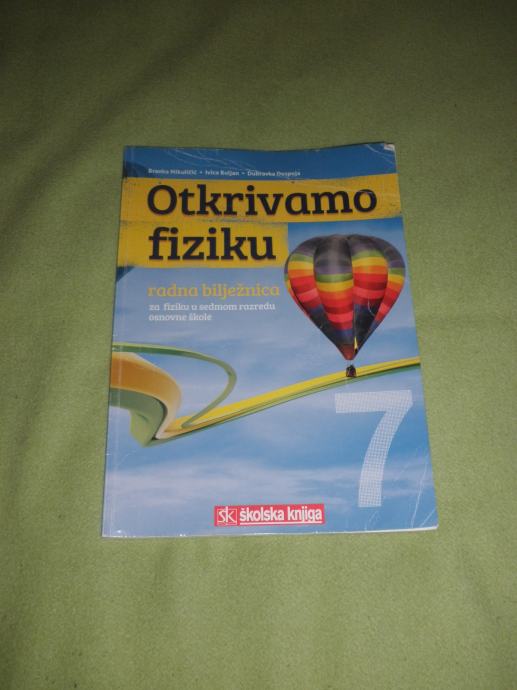 Branka Mikuličić • Ivica Buljan • Dubravka Despoja
Otkrivamo
fiziku
radna bilježnica
za fiziku u sedmom razredu
osnovne škole
7
ŠK školska knjiga